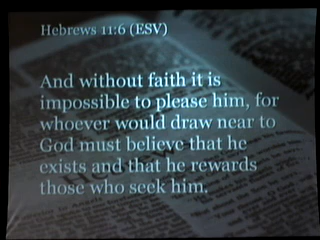 Hebrews 11:6 (ESV)
And without faith it is
impossible to please him, for
whoever would draw near to
God must believe that he
exists and that he rewards
those who seek him.